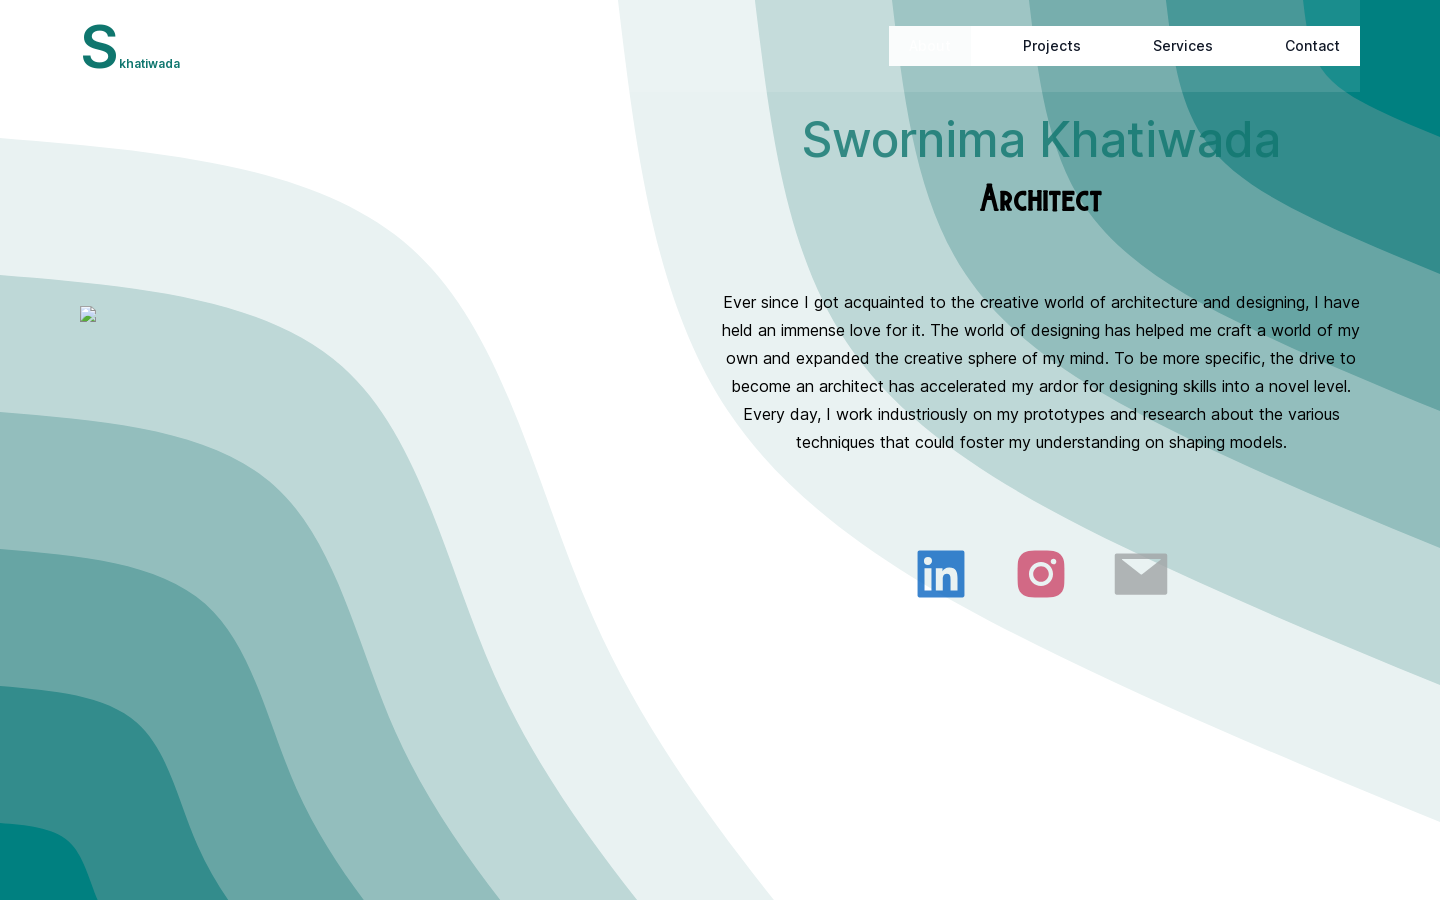 S khatiwada
About Projects Services Contact
Swornima Khatiwada
Architect
Ever since I got acquainted to the creative world of architecture and designing, I have
held an immense love for it. The world of designing has helped me craft a world of my
own and expanded the creative sphere of my mind. To be more specific, the drive to
become an architect has accelerated my ardor for designing skills into a novel level.
Every day, I work industriously on my prototypes and research about the various
techniques that could foster my understanding on shaping models.
in